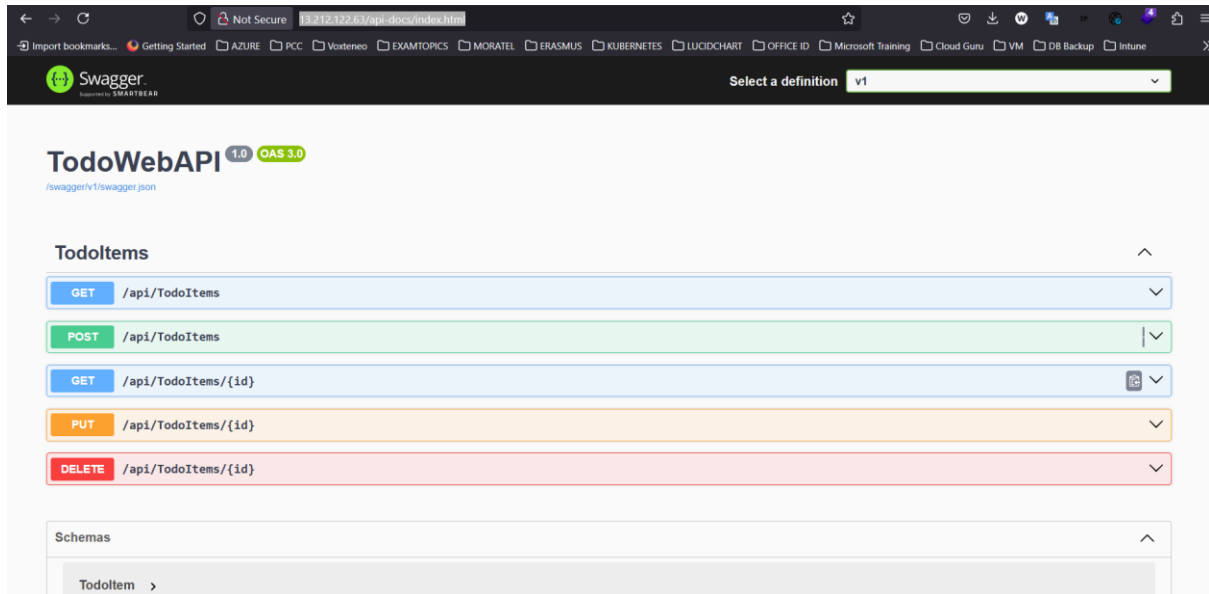 Not Secure 13.212.122.63/api-docs/index.html
Import bookmarks... Getting Started AZURE PCC Voxteneo EXAMTOPICS MORATEL ERASMUS KUBERNETES LUCIDCHART OFFICE ID Microsoft Training Cloud Guru VM DB Backup Intune
Swagger.
Supported by SMARTBEAR
Select a definition v1
TodoWebAPI 1.0 OAS 3.0
/swagger/v1/swagger.json
TodoItems
GET /api/TodoItems
POST /api/TodoItems
GET /api/TodoItems/{id}
PUT /api/TodoItems/{id}
DELETE /api/TodoItems/{id}
Schemas
TodoItem